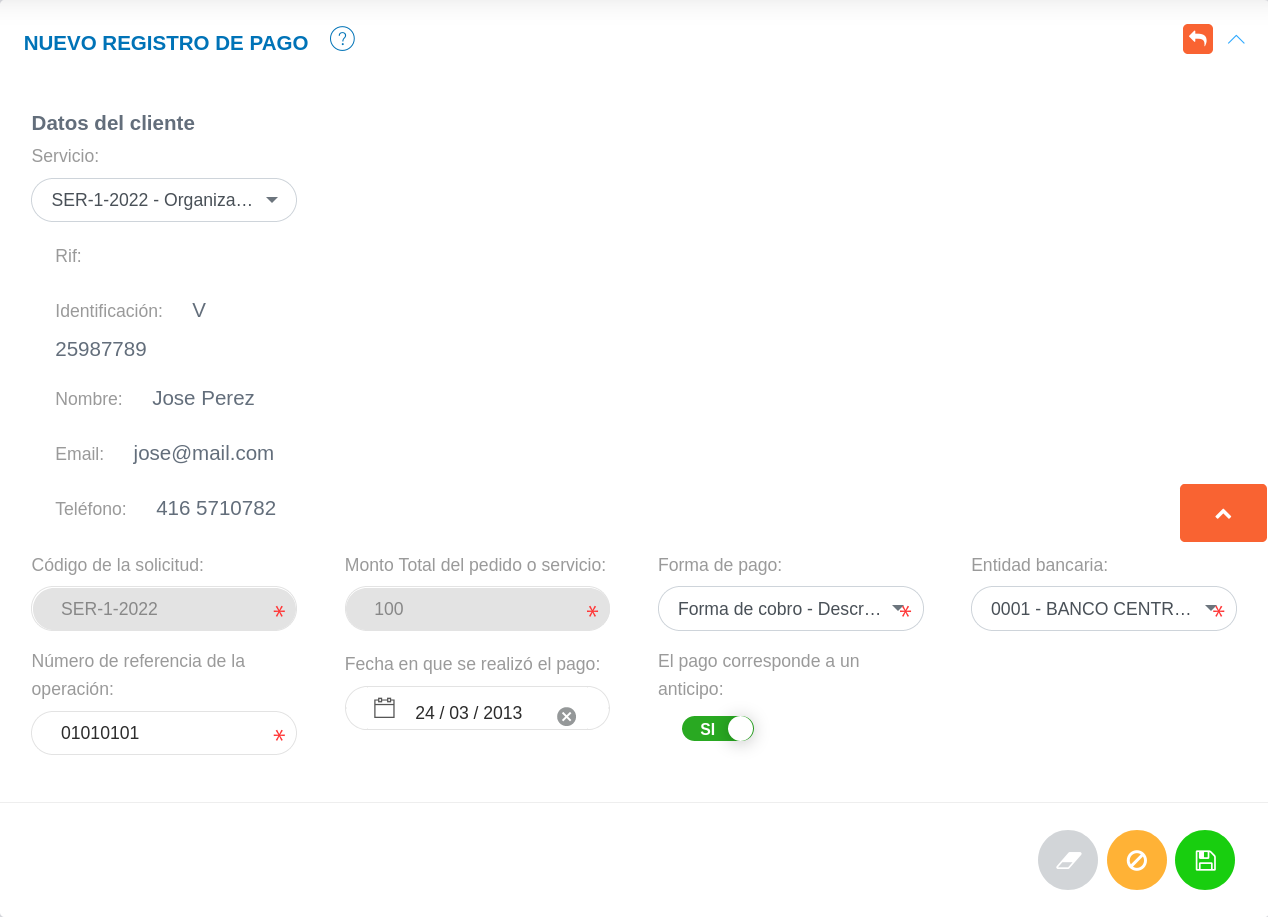 NUEVO REGISTRO DE PAGO ?
Datos del cliente
Servicio:
SER-1-2022 - Organiza...
Rif:
Identificación: V
25987789
Nombre: Jose Perez
Email: jose@mail.com
Teléfono: 416 5710782
Código de la solicitud:
SER-1-2022 *
Monto Total del pedido o servicio:
100 *
Forma de pago:
Forma de cobro - Descr... *
Entidad bancaria:
0001 - BANCO CENTR... *
Número de referencia de la
operación:
01010101 *
Fecha en que se realizó el pago:
24 / 03 / 2013
El pago corresponde a un
anticipo:
SI